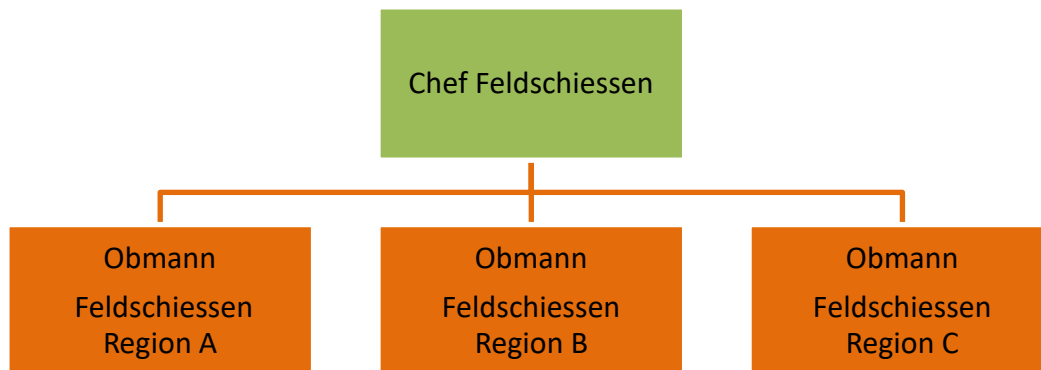 Chef Feldschiessen
Obmann
Feldschiessen
Region A
Obmann
Feldschiessen
Region B
Obmann
Feldschiessen
Region C